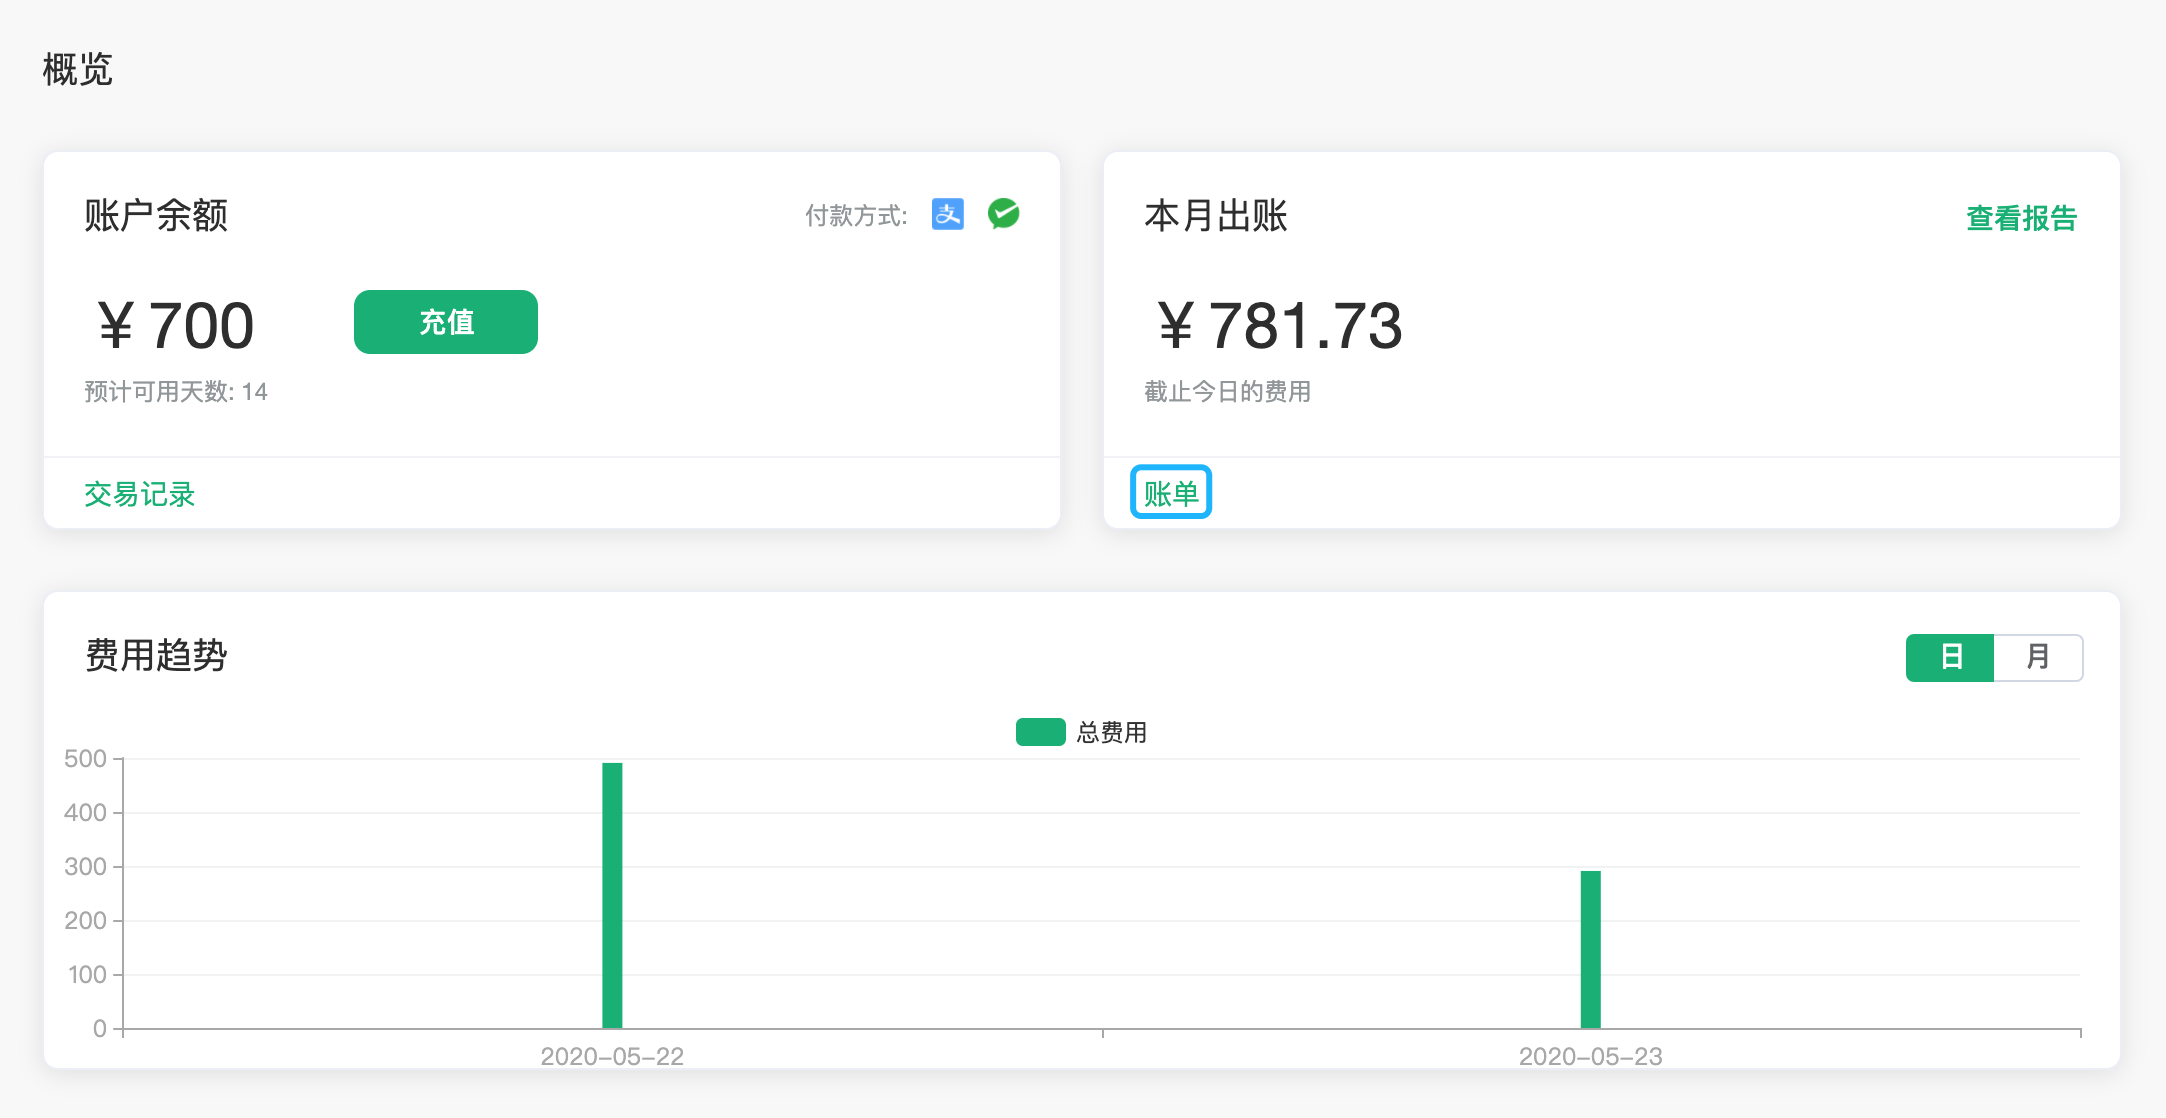 概览
账户余额
付款方式: 支
¥ 700
充值
预计可用天数: 14
交易记录
本月出账
查看报告
¥ 781.73
截止今日的费用
账单
费用趋势
日 月
总费用
500
400
300
200
100
0
2020-05-22
2020-05-23